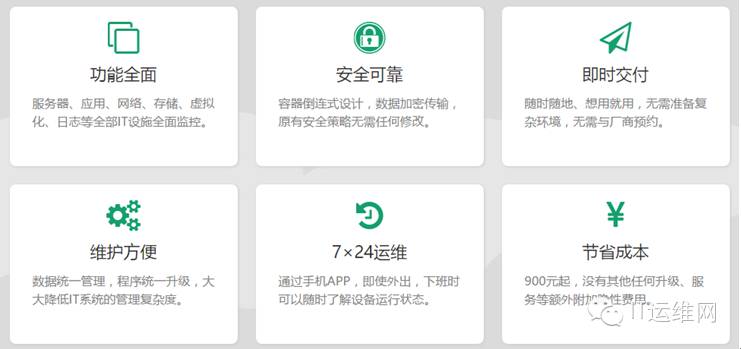 功能全面
服务器、应用、网络、存储、虚拟
化、日志等全部IT设施全面监控。
安全可靠
容器倒连式设计，数据加密传输，
原有安全策略无需任何修改。
即时交付
随时随地、想用就用，无需准备复
杂环境，无需与厂商预约。
维护方便
数据统一管理，程序统一升级，大
大降低IT系统的管理复杂度。
7×24运维
通过手机APP，即使外出，下班时
可以随时了解设备运行状态。
¥
节省成本
900元起，没有其他任何升级、服
务等额外附加隐性费用。
IT运维网